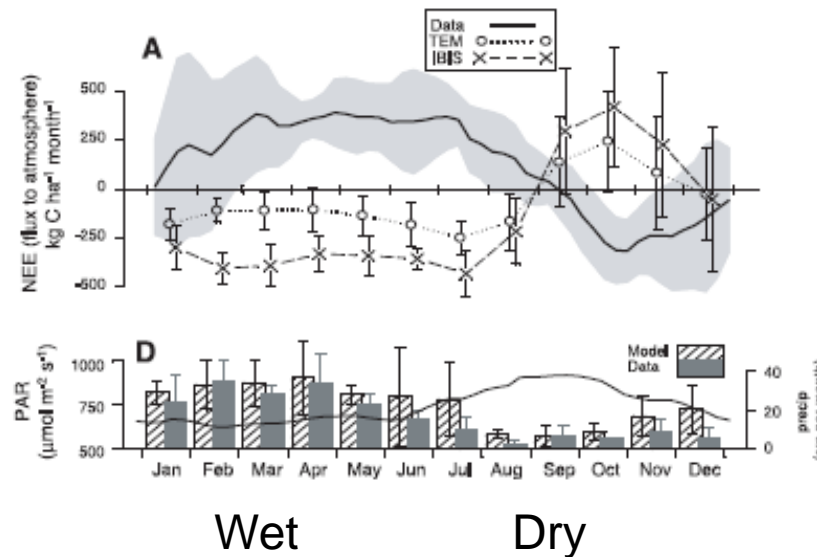 Data
TEM
IBIS
A
NEE (flux to atmosphere)
kg C ha⁻¹ month⁻¹
500
250
0
-250
-500
D
Model
Data
PAR
(μmol m⁻² s⁻¹)
1000
750
500
40
20
0
precip
Jan Feb Mar Apr May Jun Jul Aug Sep Oct Nov Dec
Wet Dry